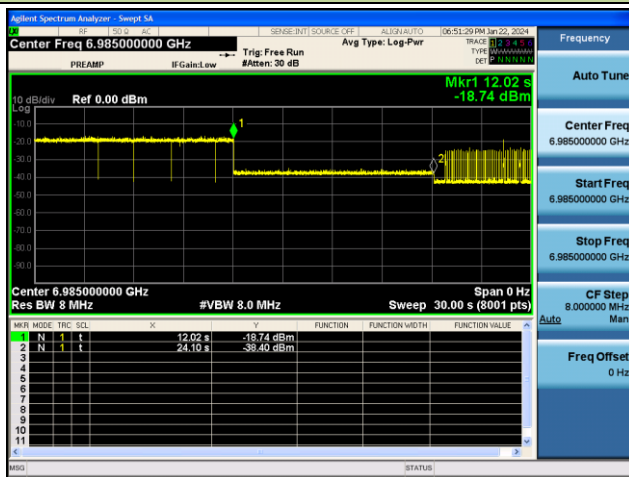 Agilent Spectrum Analyzer - Swept SA
RF 50 Ω AC SENSE:INT SOURCE OFF ALIGN AUTO 06:51:29 PM Jan 22, 2024
Center Freq 6.985000000 GHz Avg Type: Log-Pwr TRACE 1 2 3 4 5 6
Trig: Free Run TYPE
PREAMP IFGain:Low #Atten: 30 dB DET P N N N N N
Mkr1 12.02 s
10 dB/div Ref 0.00 dBm -18.74 dBm
Log
-10.0
1
-20.0
-30.0
2
-40.0
-50.0
-60.0
-70.0
-80.0
-90.0
Center 6.985000000 GHz Span 0 Hz
Res BW 8 MHz #VBW 8.0 MHz Sweep 30.00 s (8001 pts)
MKR MODE TRC SCL X Y FUNCTION FUNCTION WIDTH FUNCTION VALUE
1 N 1 t 12.02 s -18.74 dBm
2 N 1 t 24.10 s -38.40 dBm
3
4
5
6
7
8
9
10
11
MSG STATUS
Frequency
Auto Tune
Center Freq
6.985000000 GHz
Start Freq
6.985000000 GHz
Stop Freq
6.985000000 GHz
CF Step
8.000000 MHz
Auto Man
Freq Offset
0 Hz